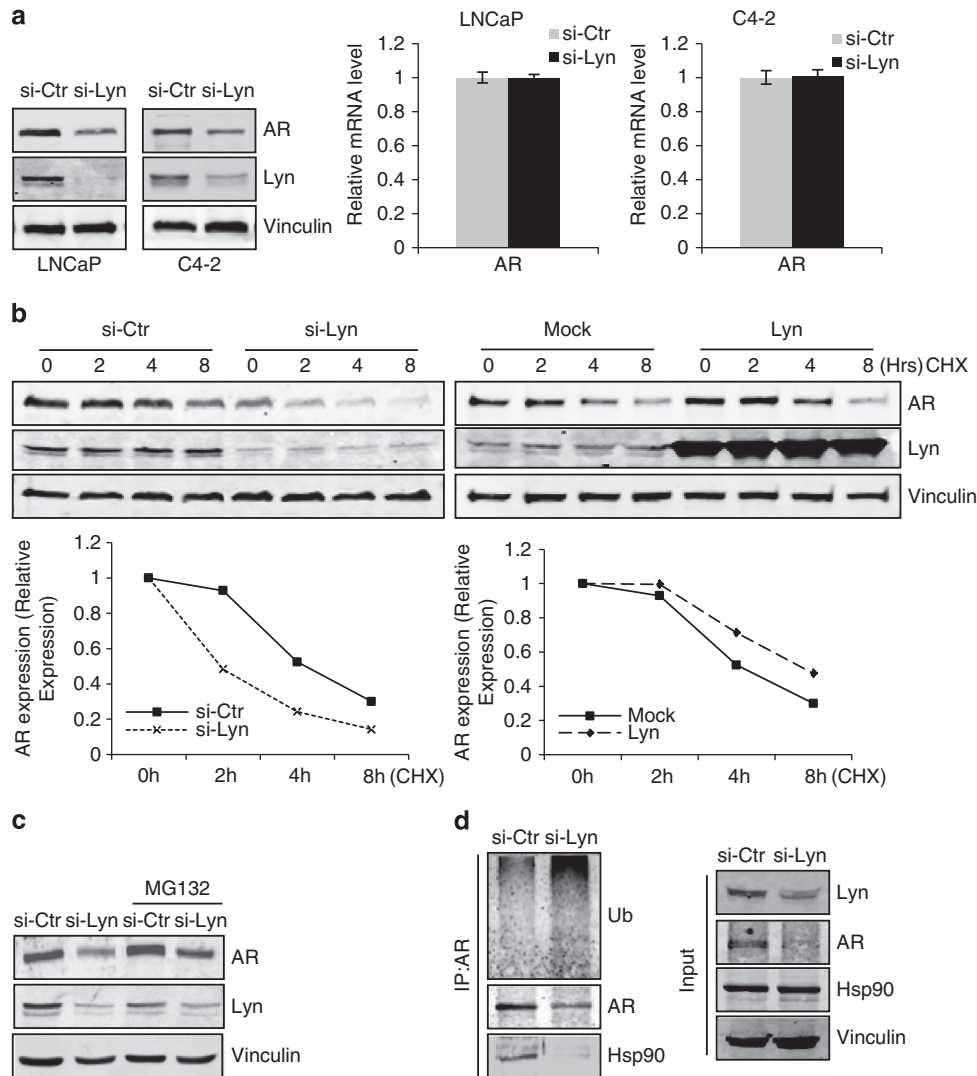 a
si-Ctr si-Lyn si-Ctr si-Lyn
AR
Lyn
Vinculin
LNCaP C4-2
LNCaP
si-Ctr
si-Lyn
Relative mRNA level
1.2
1
0.8
0.6
0.4
0.2
0
AR
C4-2
si-Ctr
si-Lyn
Relative mRNA level
1.2
1
0.8
0.6
0.4
0.2
0
AR
b
si-Ctr si-Lyn Mock Lyn
0 2 4 8 0 2 4 8 0 2 4 8 0 2 4 8 (Hrs) CHX
AR
Lyn
Vinculin
AR expression (Relative
Expression)
1.2
1
0.8
0.6
0.4
0.2
0
si-Ctr
si-Lyn
0h 2h 4h 8h (CHX)
AR expression (Relative
Expression)
1.2
1
0.8
0.6
0.4
0.2
0
Mock
Lyn
0h 2h 4h 8h (CHX)
c
MG132
si-Ctr si-Lyn si-Ctr si-Lyn
AR
Lyn
Vinculin
d
si-Ctr si-Lyn
IP:AR
Ub
AR
Hsp90
si-Ctr si-Lyn
Input
Lyn
AR
Hsp90
Vinculin